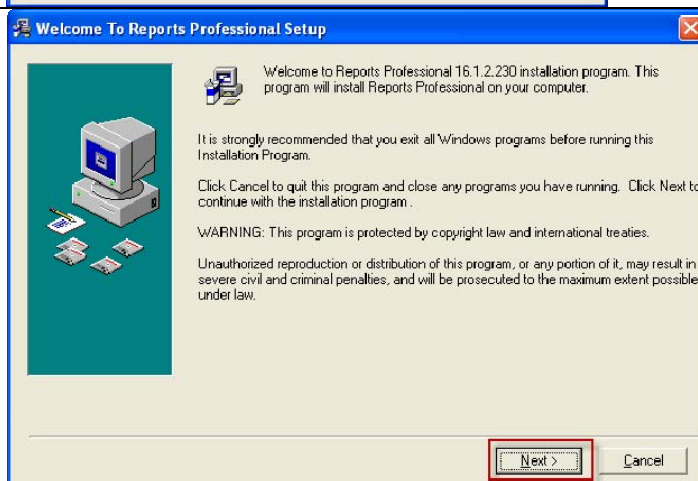 Welcome To Reports Professional Setup
Welcome to Reports Professional 16.1.2.230 installation program. This
program will install Reports Professional on your computer.
It is strongly recommended that you exit all Windows programs before running this
Installation Program.
Click Cancel to quit this program and close any programs you have running. Click Next to
continue with the installation program .
WARNING: This program is protected by copyright law and international treaties.
Unauthorized reproduction or distribution of this program, or any portion of it, may result in
severe civil and criminal penalties, and will be prosecuted to the maximum extent possible
under law.
Next >
Cancel